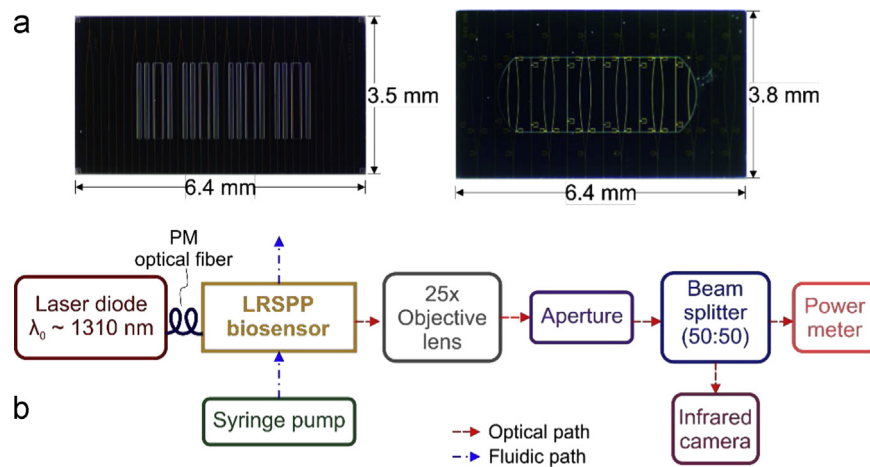 a
3.5 mm
6.4 mm
3.8 mm
6.4 mm
PM
optical fiber
Laser diode
λ₀ ~ 1310 nm
LRSPP
biosensor
25x
Objective
lens
Aperture
Beam
splitter
(50:50)
Power
meter
b
Syringe pump
Optical path
Fluidic path
Infrared
camera